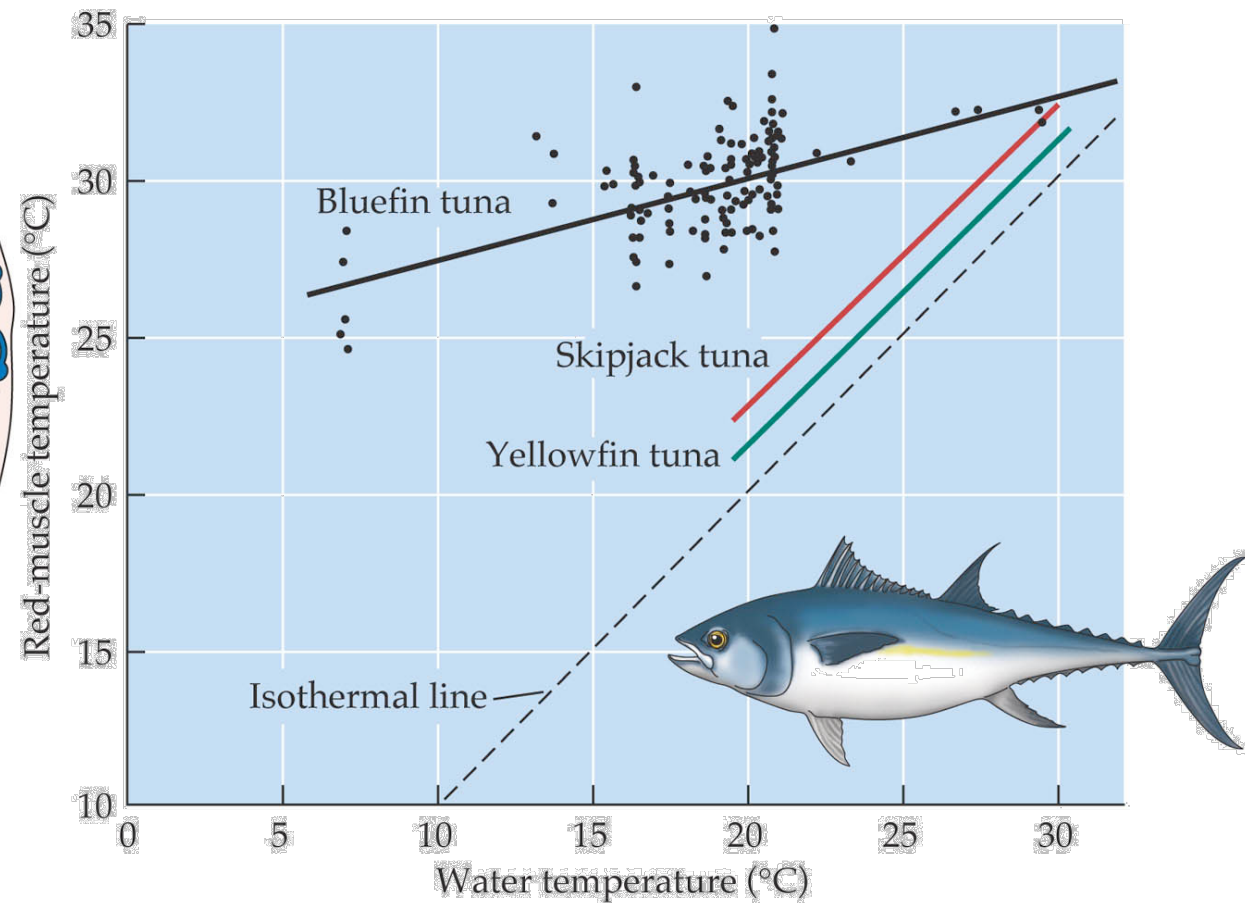 35
30
25
20
15
10
Red-muscle temperature (°C)
Bluefin tuna
Skipjack tuna
Yellowfin tuna
Isothermal line
0 5 10 15 20 25 30
Water temperature (°C)